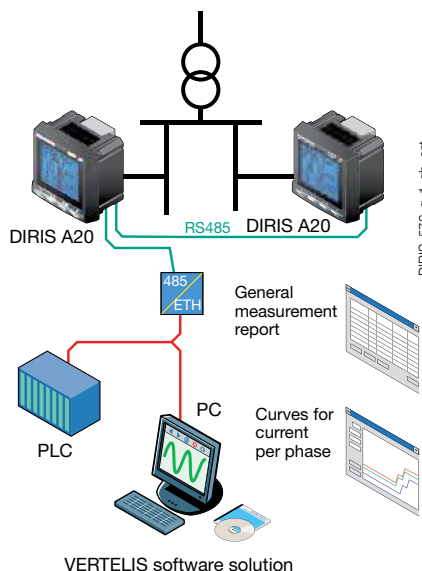 DIRIS A20
RS485
DIRIS A20
485
ETH
General
measurement
report
PLC
PC
Curves for
current
per phase
VERTELIS software solution